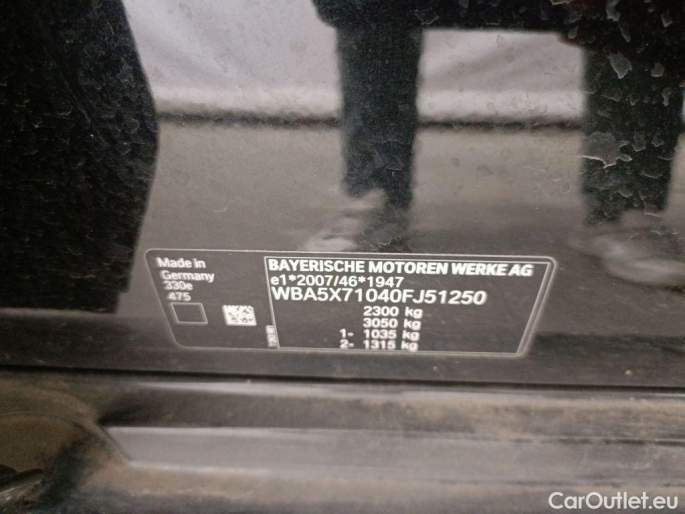 Made in
Germany
330e
475
BAYERISCHE MOTOREN WERKE AG
e1*2007/46*1947
WBA5X71040FJ51250
2300 kg
3050 kg
1- 1035 kg
2- 1315 kg
CarOutlet.eu